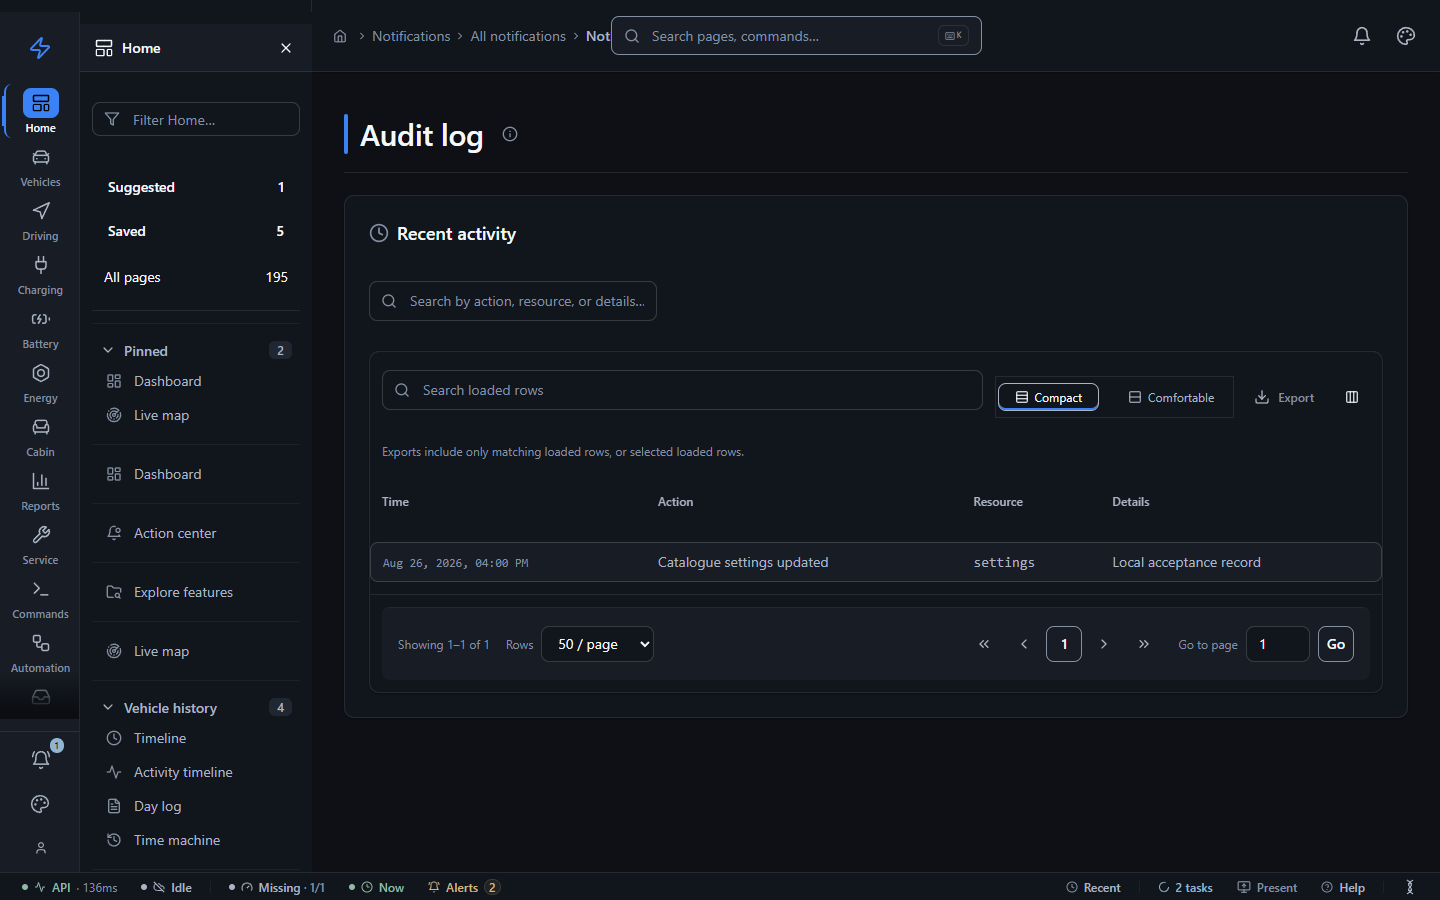 Home
Notifications
All notifications
Not
Search pages, commands...
K
Home
Vehicles
Driving
Charging
Battery
Energy
Cabin
Reports
Service
Commands
Automation
1
Filter Home...
Suggested 1
Saved 5
All pages 195
Pinned 2
Dashboard
Live map
Dashboard
Action center
Explore features
Live map
Vehicle history 4
Timeline
Activity timeline
Day log
Time machine
Audit log
Recent activity
Search by action, resource, or details...
Search loaded rows
Compact
Comfortable
Export
Exports include only matching loaded rows, or selected loaded rows.
Time Action Resource Details
Aug 26, 2026, 04:00 PM Catalogue settings updated settings Local acceptance record
Showing 1–1 of 1 Rows 50 / page 1 Go to page 1 Go
API · 136ms Idle Missing · 1/1 Now Alerts 2 Recent 2 tasks Present Help